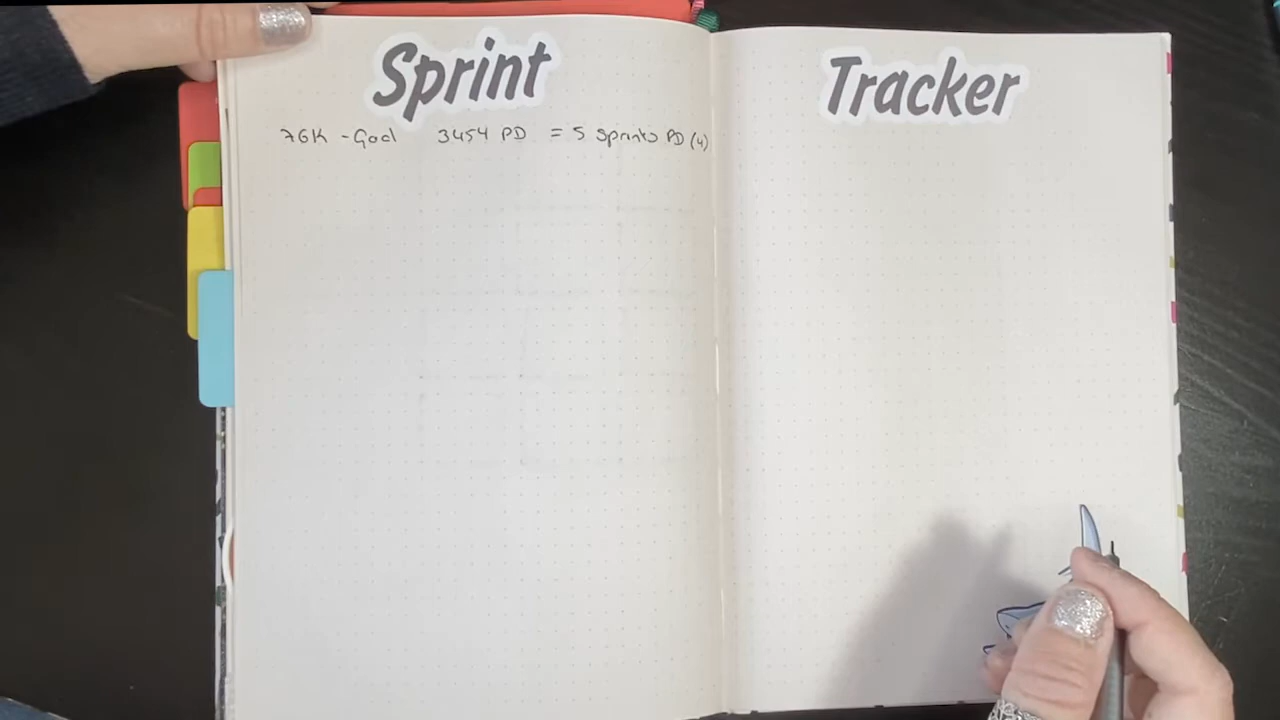 Sprint Tracker
76K - Goal 3454 PD = 5 Sprints PD (4)